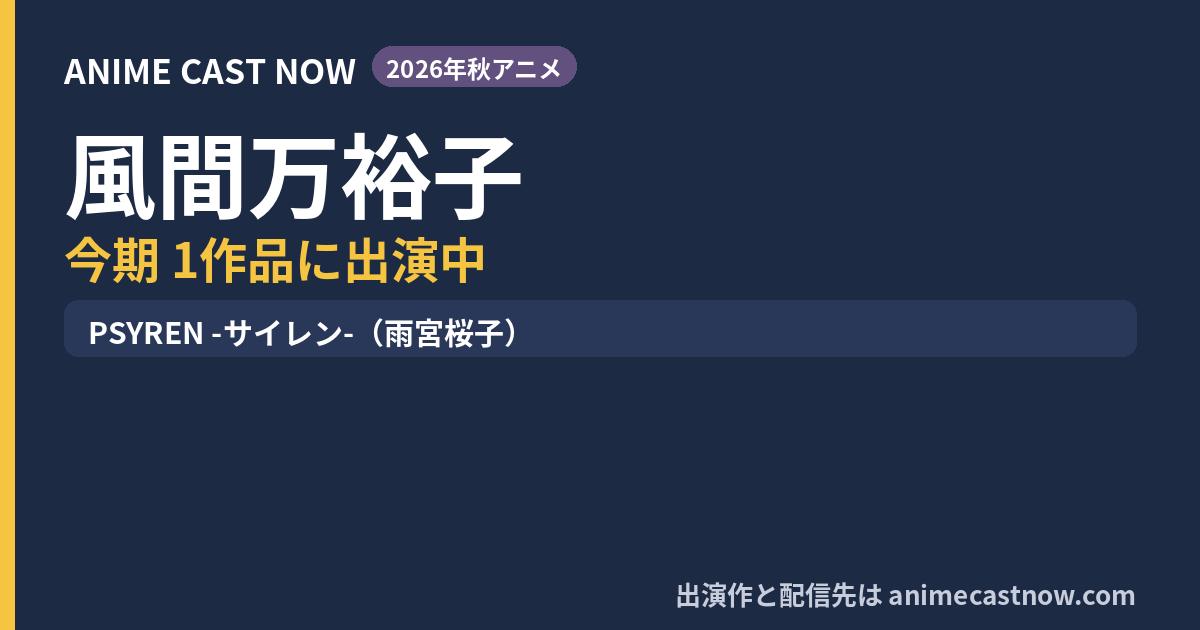 ANIME CAST NOW 2026年秋アニメ
風間万裕子
今期 1作品に出演中
PSYREN -サイレン-（雨宮桜子）
出演作と配信先は animecastnow.com